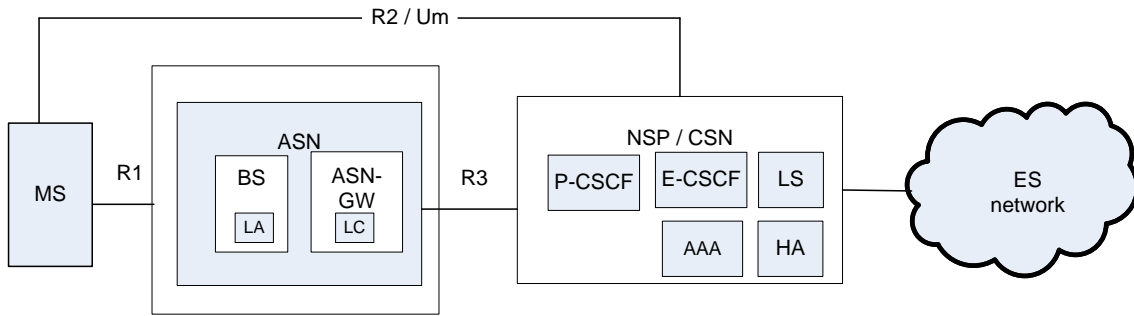 R2 / Um
MS
R1
ASN
BS
LA
ASN-
GW
LC
R3
NSP / CSN
P-CSCF
E-CSCF
LS
AAA
HA
ES
network